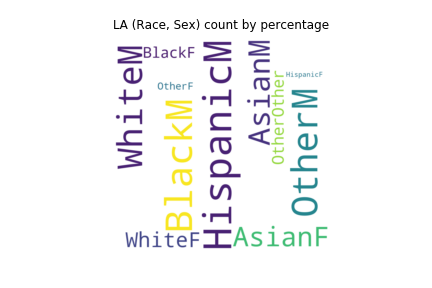 LA (Race, Sex) count by percentage
WhiteM
BlackF
OtherF
BlackM
HispanicM
AsianM
HispanicF
OtherOther
OtherM
WhiteF
AsianF